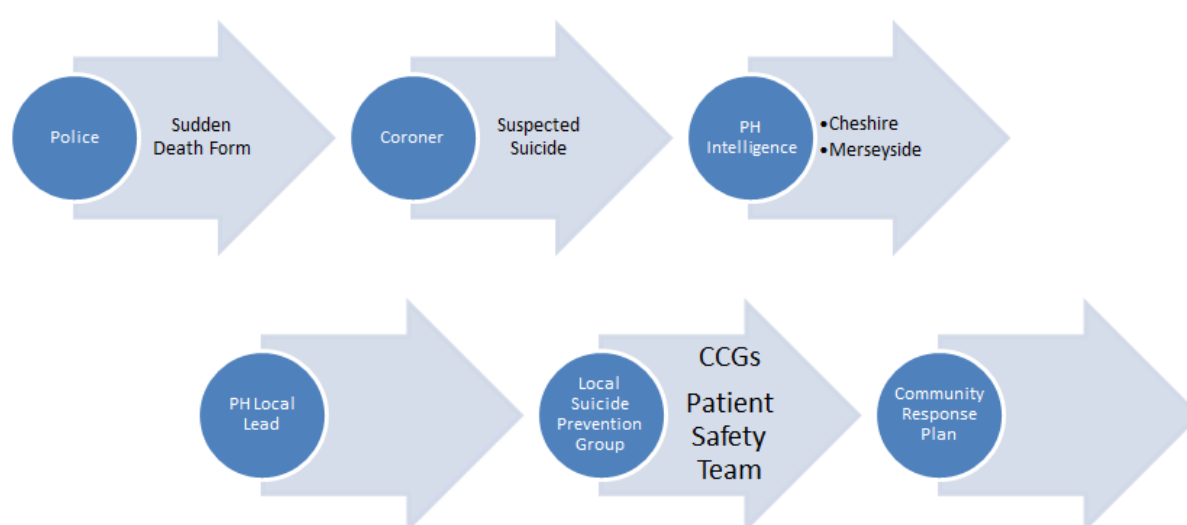 Police
Sudden
Death Form
Coroner
Suspected
Suicide
PH
Intelligence
•Cheshire
•Merseyside
PH Local
Lead
Local
Suicide
Prevention
Group
CCGs
Patient
Safety
Team
Community
Response
Plan